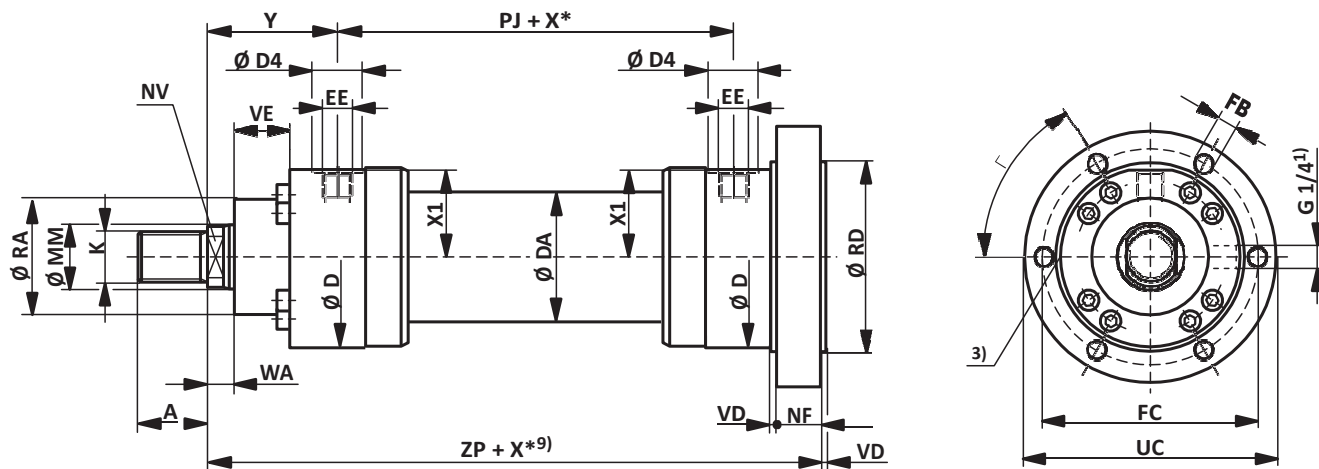 Y
PJ + X*
Ø D4
Ø D4
NV
EE
EE
VE
FB
G 1/4¹⁾
X1
X1
Ø RA
Ø MM
K
Ø D
Ø DA
Ø D
Ø RD
3)
WA
A
VD
NF
FC
ZP + X*⁹⁾
VD
UC